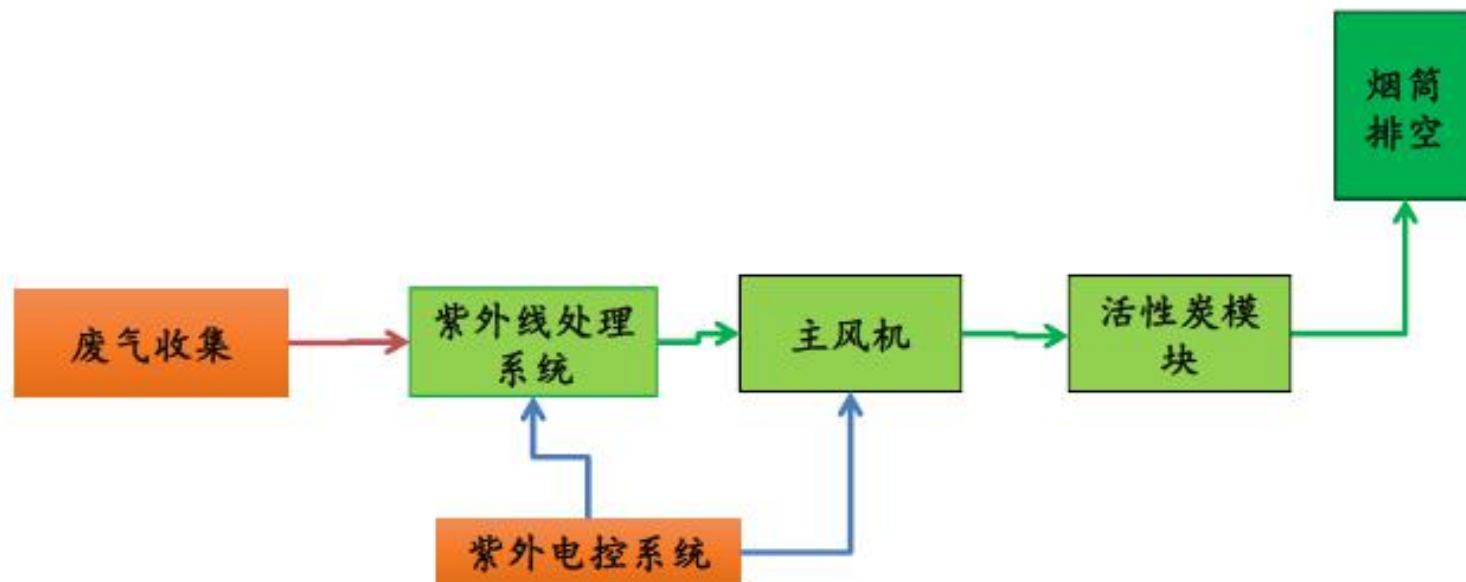 烟筒
排空
废气收集
紫外线处理
系统
主风机
活性炭模
块
紫外电控系统